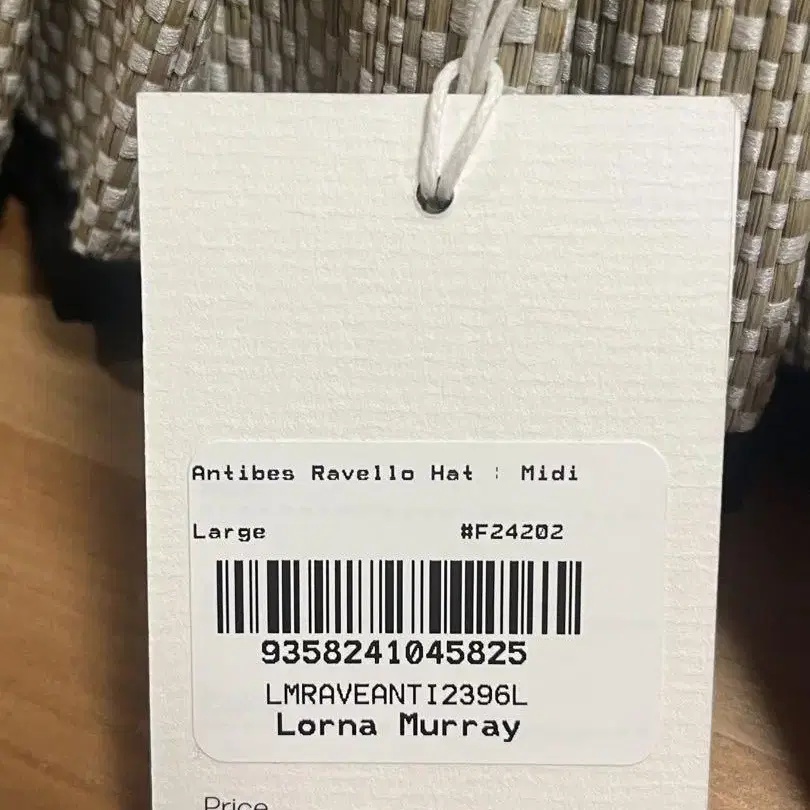 Antibes Ravello Hat ¦ Midi
Large #F24202
9358241045825
LMRAVEANTI2396L
Lorna Murray
Price